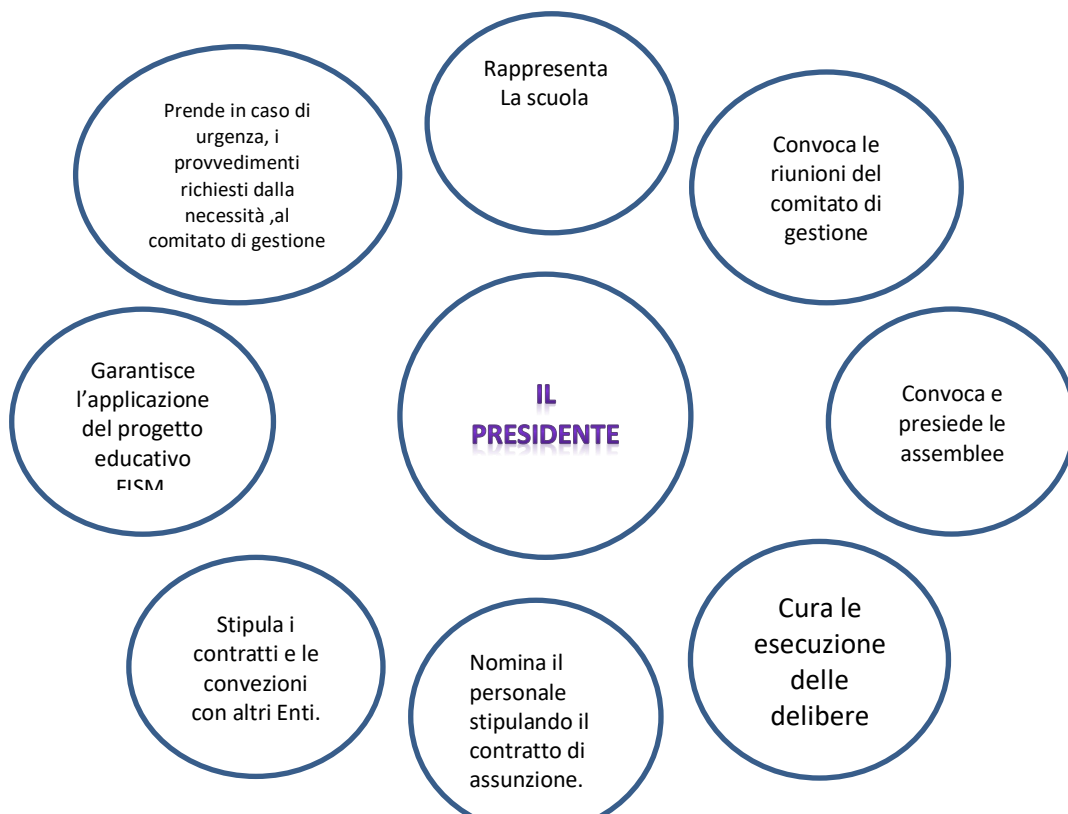 Rappresenta
La scuola
Prende in caso di
urgenza, i
provvedimenti
richiesti dalla
necessità ,al
comitato di gestione
Convoca le
riunioni del
comitato di
gestione
Garantisce
l’applicazione
del progetto
educativo
FISM
IL
PRESIDENTE
Convoca e
presiede le
assemblee
Stipula i
contratti e le
convezioni
con altri Enti.
Nomina il
personale
stipulando il
contratto di
assunzione.
Cura le
esecuzione
delle
delibere